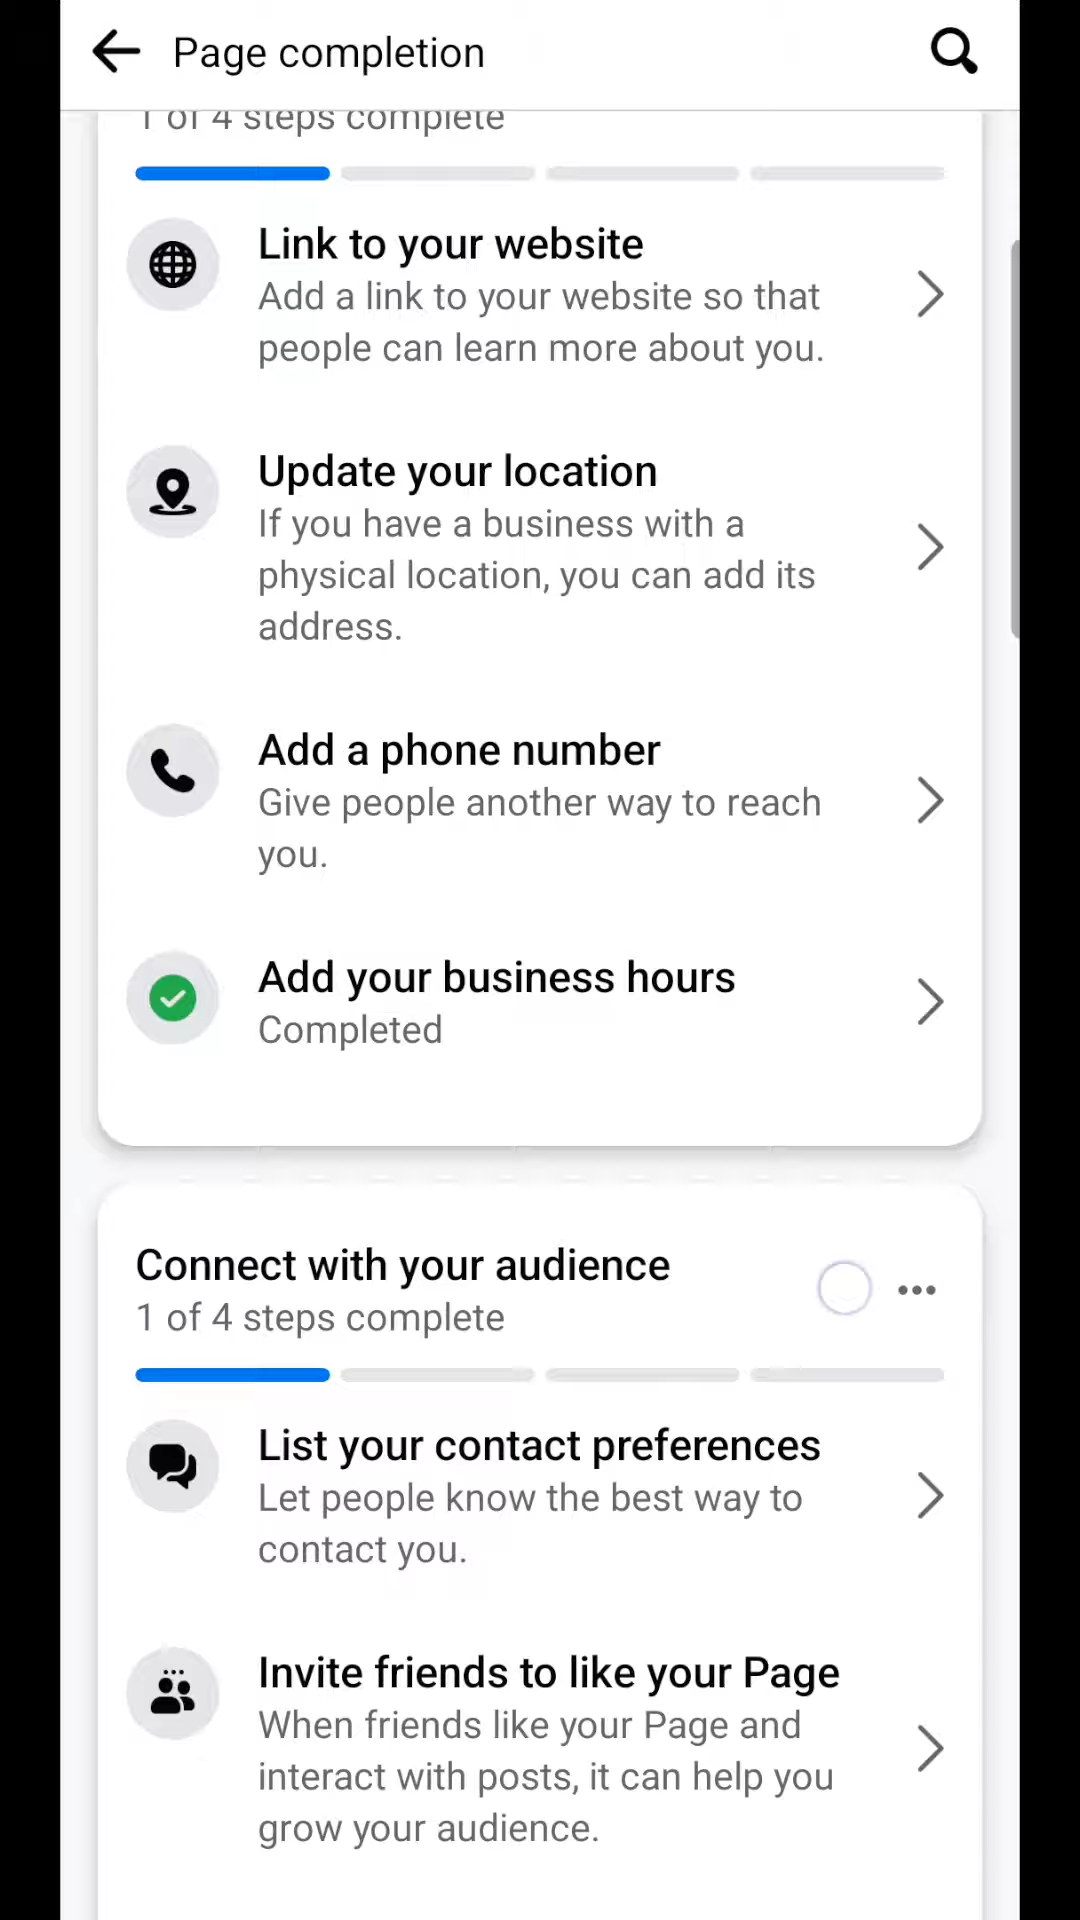 Page completion
1 of 4 steps complete
Link to your website
Add a link to your website so that
people can learn more about you.
Update your location
If you have a business with a
physical location, you can add its
address.
Add a phone number
Give people another way to reach
you.
Add your business hours
Completed
Connect with your audience
1 of 4 steps complete
List your contact preferences
Let people know the best way to
contact you.
Invite friends to like your Page
When friends like your Page and
interact with posts, it can help you
grow your audience.